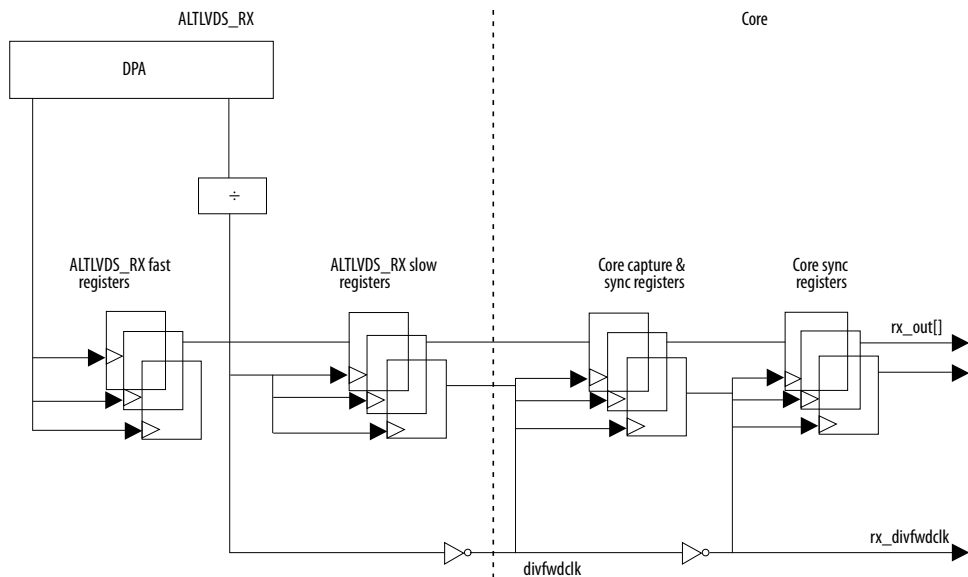 ALTLVDS_RX
Core
DPA
÷
ALTLVDS_RX fast
registers
ALTLVDS_RX slow
registers
Core capture &
sync registers
Core sync
registers
rx_out[]
rx_divfwdclk
divfwdclk